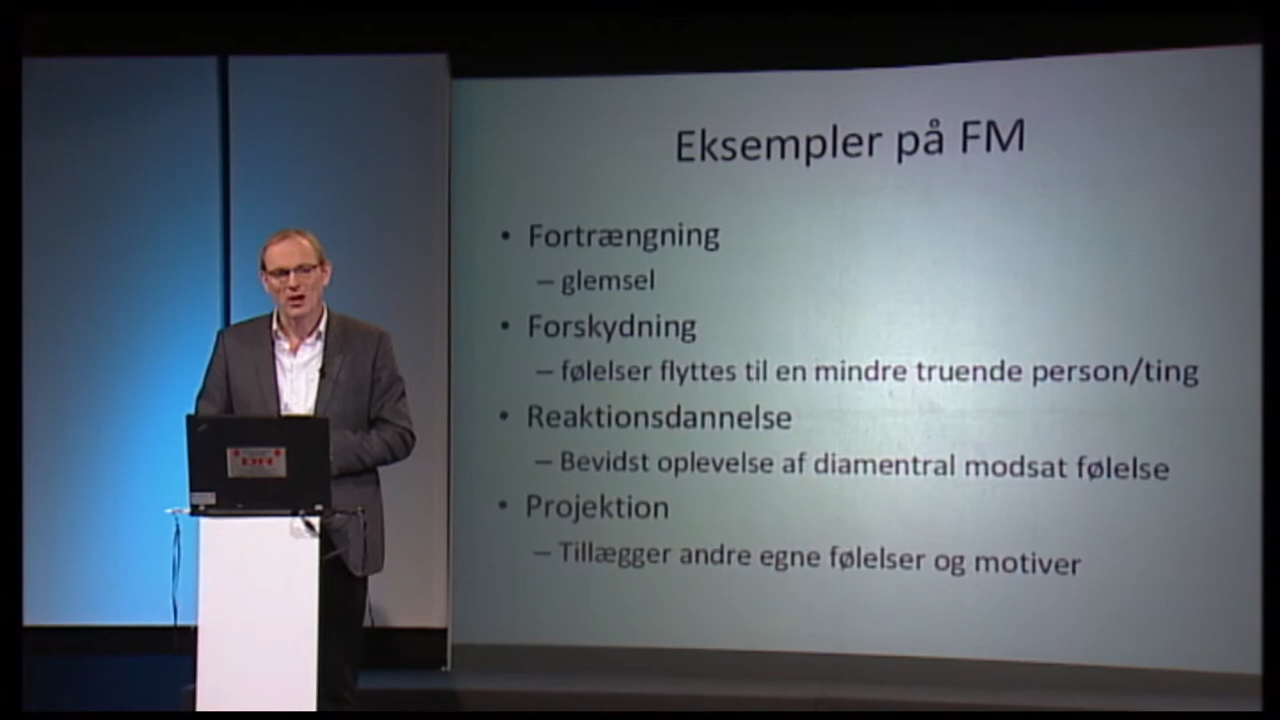 Eksempler på FM
• Fortrængning
– glemsel
• Forskydning
– følelser flyttes til en mindre truende person/ting
• Reaktionsdannelse
– Bevidst oplevelse af diamentral modsat følelse
• Projektion
– Tillægger andre egne følelser og motiver
DR